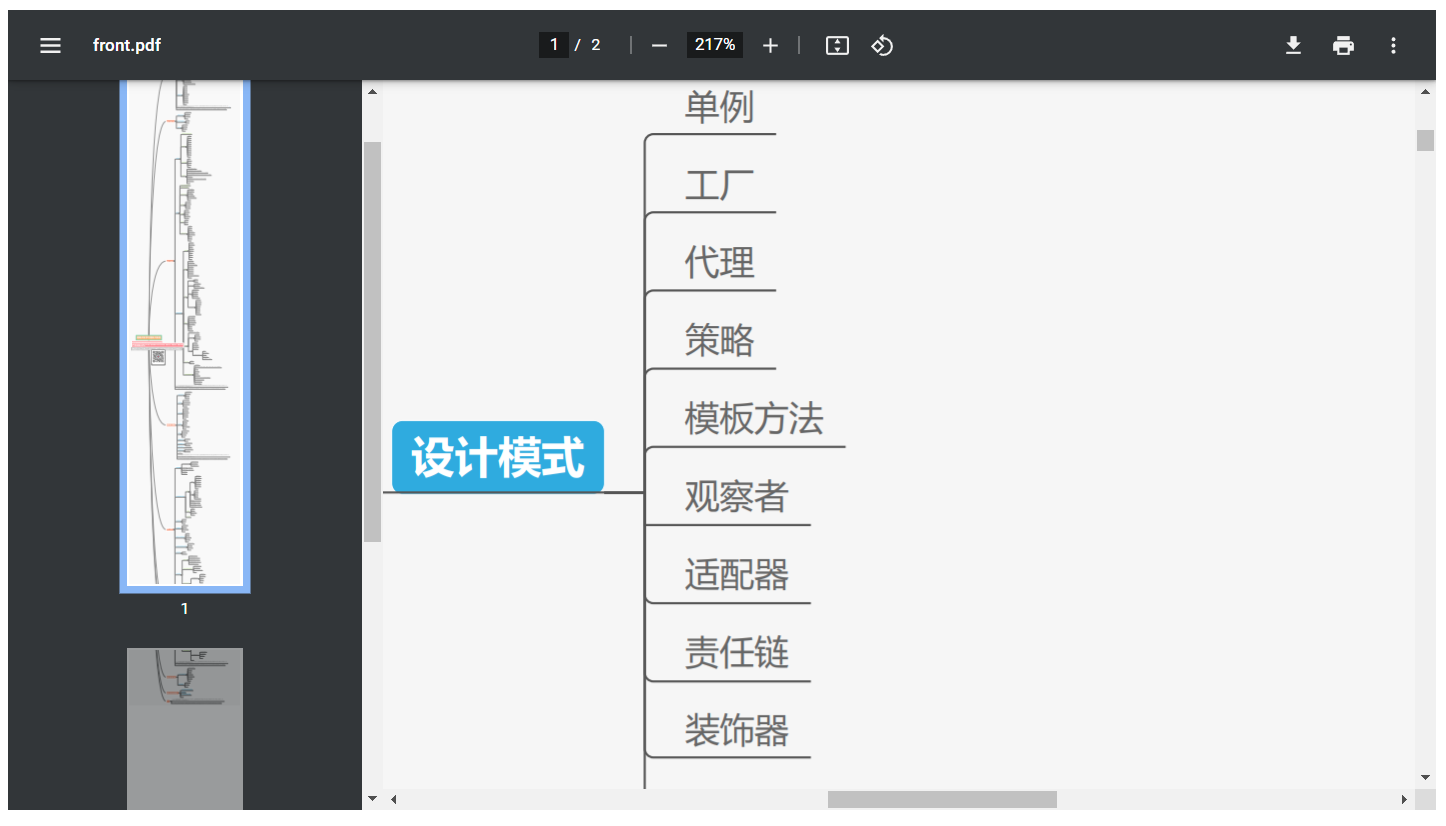 front.pdf
1 / 2
217%
单例
工厂
代理
策略
模板方法
设计模式
观察者
适配器
责任链
装饰器
1